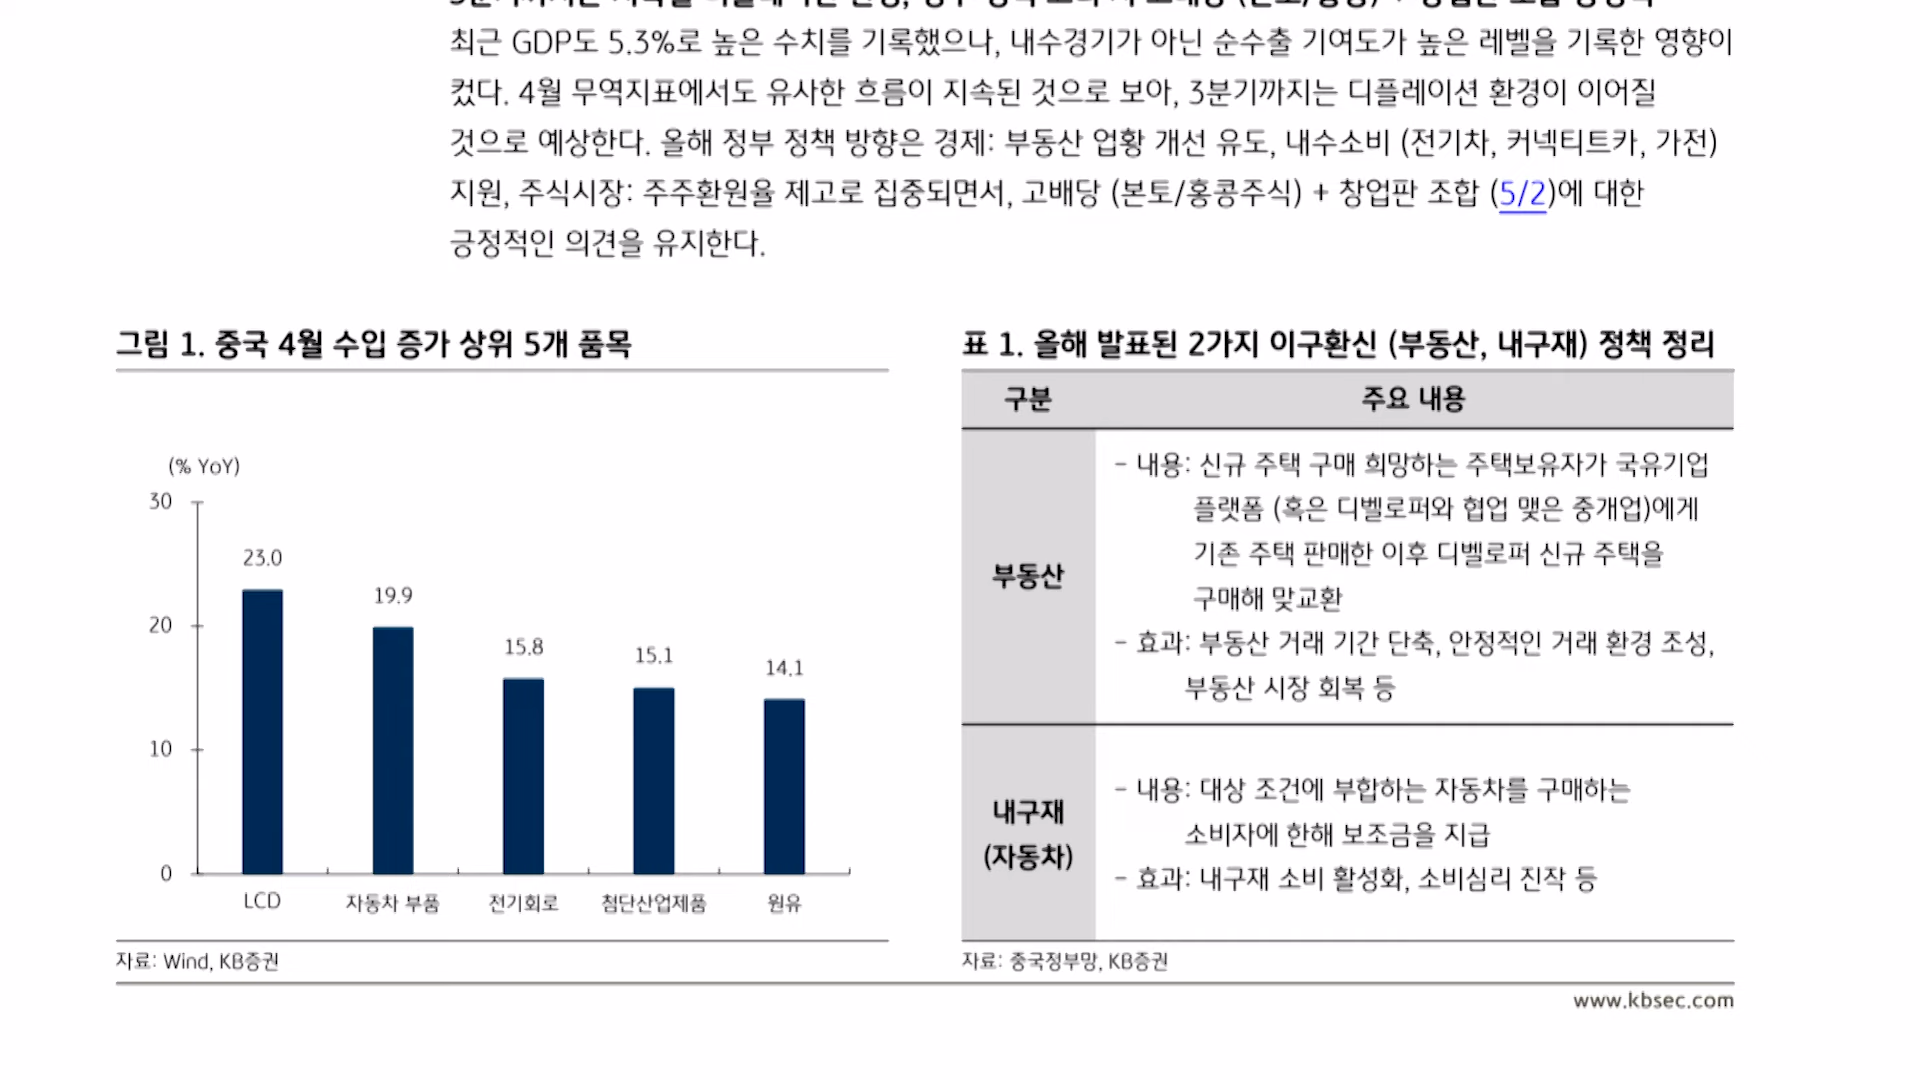 최근 GDP도 5.3%로 높은 수치를 기록했으나, 내수경기가 아닌 순수출 기여도가 높은 레벨을 기록한 영향이
컸다. 4월 무역지표에서도 유사한 흐름이 지속된 것으로 보아, 3분기까지는 디플레이션 환경이 이어질
것으로 예상한다. 올해 정부 정책 방향은 경제: 부동산 업황 개선 유도, 내수소비 (전기차, 커넥티트카, 가전)
지원, 주식시장: 주주환원율 제고로 집중되면서, 고배당 (본토/홍콩주식) + 창업판 조합 (5/2)에 대한
긍정적인 의견을 유지한다.
그림 1. 중국 4월 수입 증가 상위 5개 품목
(% YoY)
30
20
10
0
23.0
19.9
15.8
15.1
14.1
LCD
자동차 부품
전기회로
첨단산업제품
원유
자료: Wind, KB증권
표 1. 올해 발표된 2가지 이구환신 (부동산, 내구재) 정책 정리
구분
주요 내용
부동산
- 내용: 신규 주택 구매 희망하는 주택보유자가 국유기업
플랫폼 (혹은 디벨로퍼와 협업 맺은 중개업)에게
기존 주택 판매한 이후 디벨로퍼 신규 주택을
구매해 맞교환
- 효과: 부동산 거래 기간 단축, 안정적인 거래 환경 조성,
부동산 시장 회복 등
내구재
(자동차)
- 내용: 대상 조건에 부합하는 자동차를 구매하는
소비자에 한해 보조금을 지급
- 효과: 내구재 소비 활성화, 소비심리 진작 등
자료: 중국정부망, KB증권
www.kbsec.com